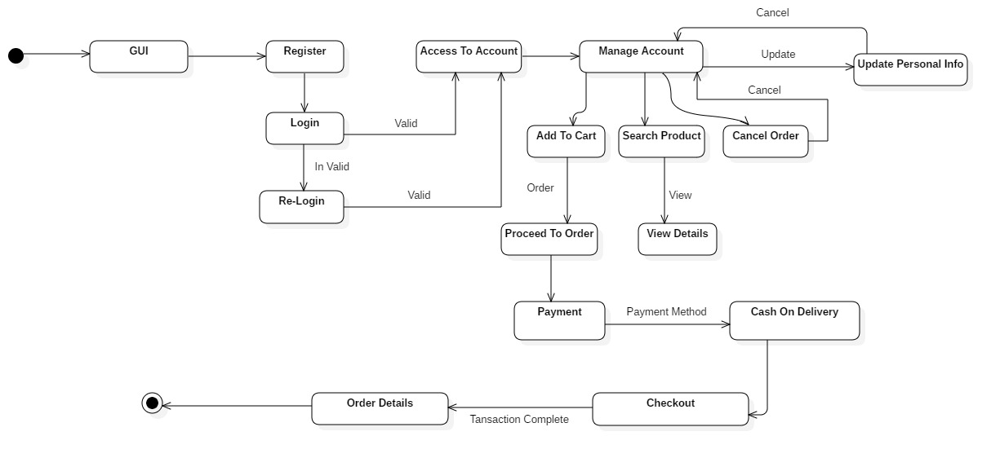 Cancel
GUI
Register
Access To Account
Manage Account
Update
Update Personal Info
Cancel
Login
Valid
Add To Cart
Search Product
Cancel Order
In Valid
Re-Login
Valid
Order
View
Proceed To Order
View Details
Payment
Payment Method
Cash On Delivery
Order Details
Checkout
Tansaction Complete